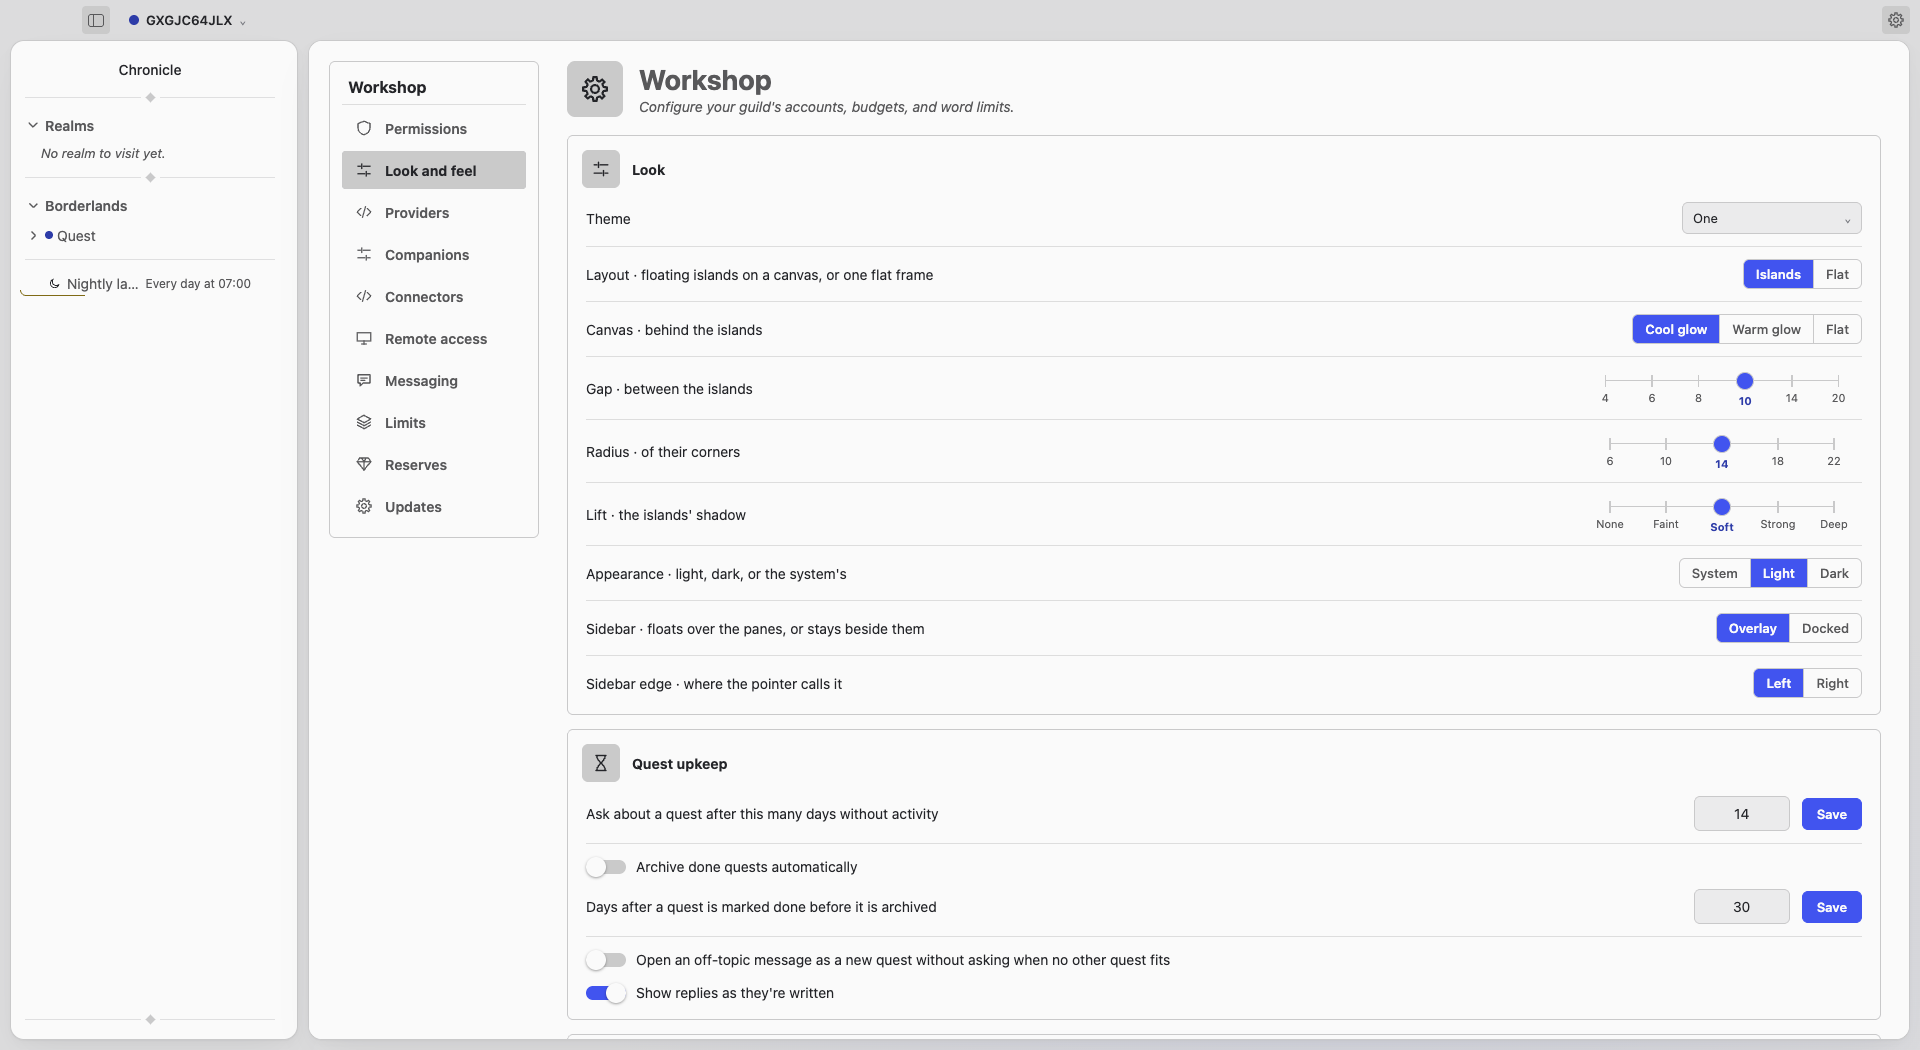 GXGJC64JLX
Chronicle
Realms
No realm to visit yet.
Borderlands
Quest
Nightly la... Every day at 07:00
Workshop
Permissions
Look and feel
Providers
Companions
Connectors
Remote access
Messaging
Limits
Reserves
Updates
Workshop
Configure your guild's accounts, budgets, and word limits.
Look
Theme One
Layout · floating islands on a canvas, or one flat frame Islands Flat
Canvas · behind the islands Cool glow Warm glow Flat
Gap · between the islands
4 6 8 10 14 20
Radius · of their corners
6 10 14 18 22
Lift · the islands' shadow
None Faint Soft Strong Deep
Appearance · light, dark, or the system's System Light Dark
Sidebar · floats over the panes, or stays beside them Overlay Docked
Sidebar edge · where the pointer calls it Left Right
Quest upkeep
Ask about a quest after this many days without activity 14 Save
Archive done quests automatically
Days after a quest is marked done before it is archived 30 Save
Open an off-topic message as a new quest without asking when no other quest fits
Show replies as they're written